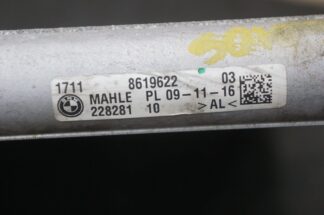 1711 8619622 03
MAHLE PL 09-11-16
228281 10 >AL<